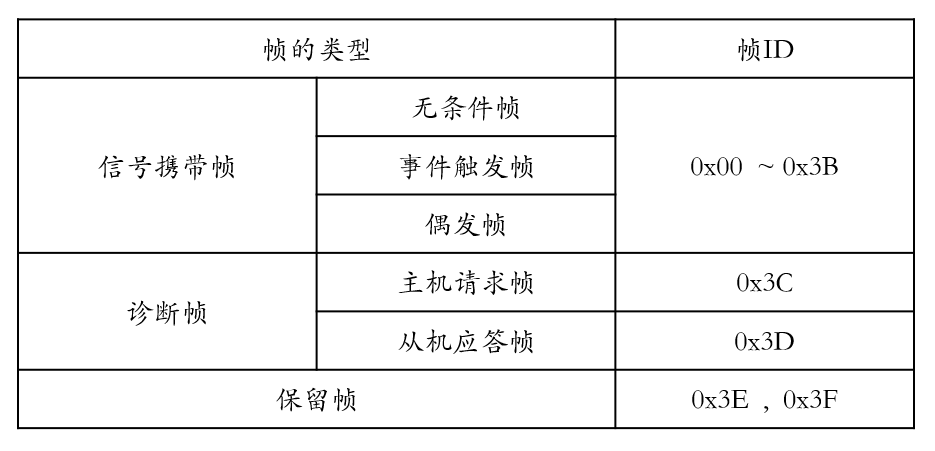 帧的类型 帧ID
信号携带帧 无条件帧 0x00 ~ 0x3B
事件触发帧
偶发帧
诊断帧 主机请求帧 0x3C
从机应答帧 0x3D
保留帧 0x3E , 0x3F